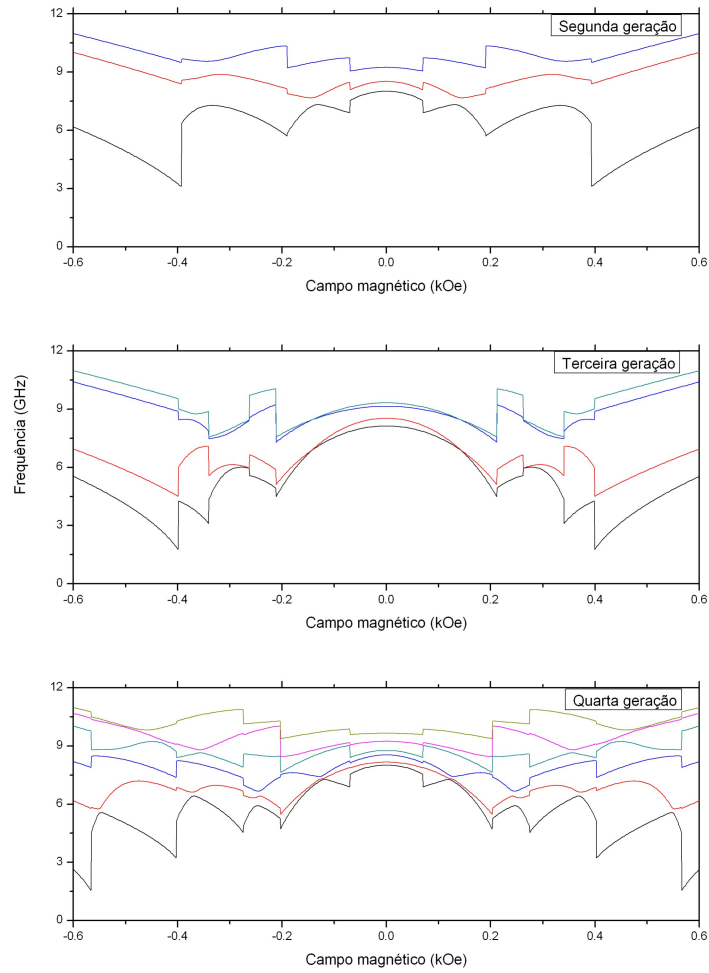 Segunda geração
12
9
6
3
0
-0.6 -0.4 -0.2 0.0 0.2 0.4 0.6
Campo magnético (kOe)
Frequência (GHz)
Terceira geração
12
9
6
3
0
-0.6 -0.4 -0.2 0.0 0.2 0.4 0.6
Campo magnético (kOe)
Quarta geração
12
9
6
3
0
-0.6 -0.4 -0.2 0.0 0.2 0.4 0.6
Campo magnético (kOe)